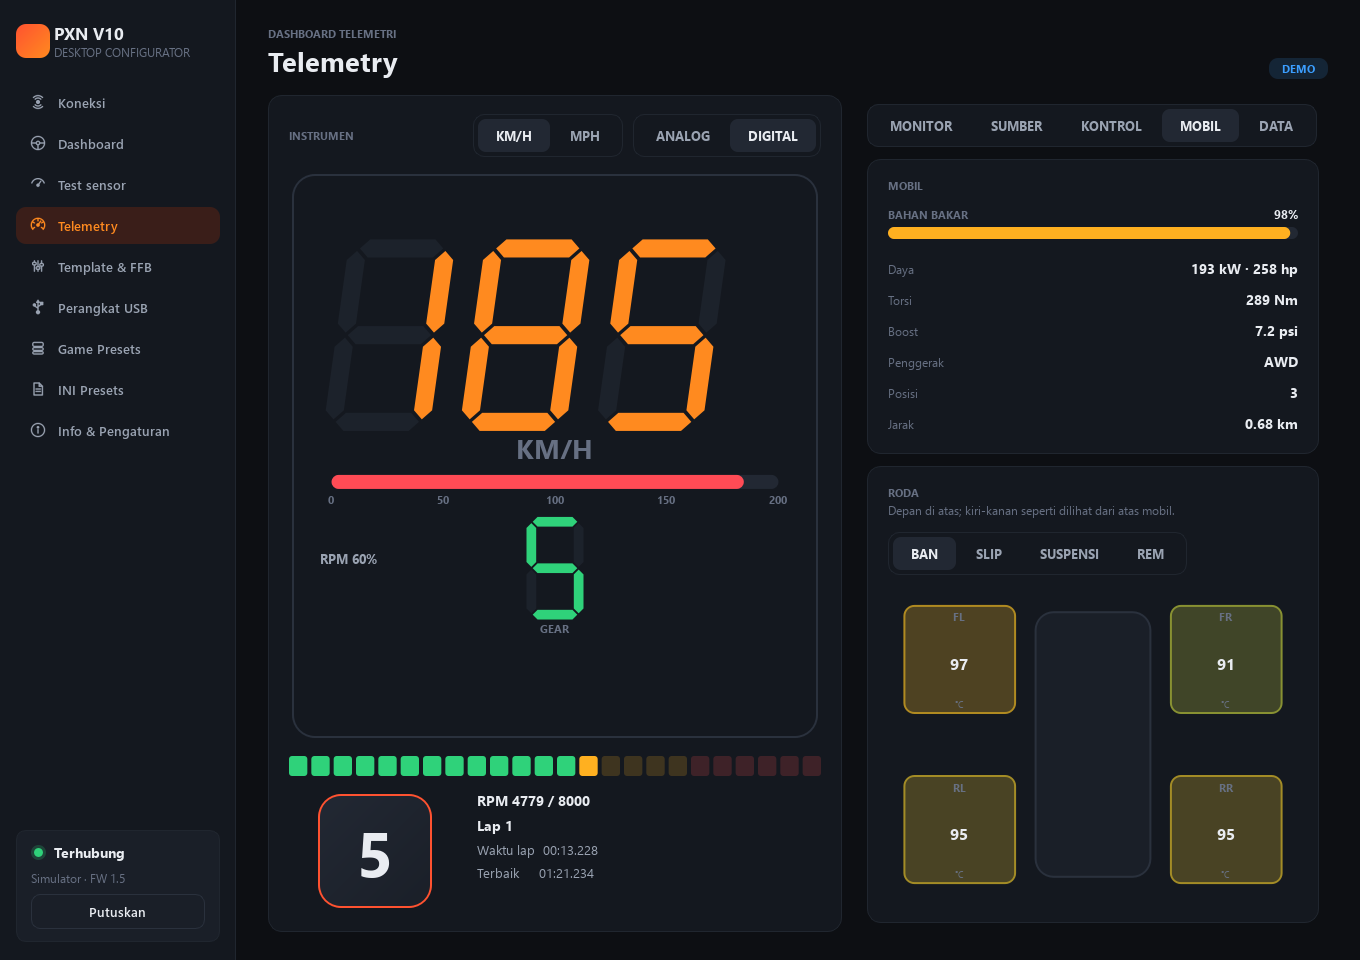 PXN V10
DESKTOP CONFIGURATOR
Koneksi
Dashboard
Test sensor
Telemetry
Template & FFB
Perangkat USB
Game Presets
INI Presets
Info & Pengaturan
Terhubung
Simulator · FW 1.5
Putuskan
DASHBOARD TELEMETRI
Telemetry
DEMO
INSTRUMEN
KM/H MPH ANALOG DIGITAL
185
KM/H
0 50 100 150 200
RPM 60%
5
GEAR
5
RPM 4779 / 8000
Lap 1
Waktu lap 00:13.228
Terbaik 01:21.234
MONITOR SUMBER KONTROL MOBIL DATA
MOBIL
BAHAN BAKAR 98%
Daya 193 kW · 258 hp
Torsi 289 Nm
Boost 7.2 psi
Penggerak AWD
Posisi 3
Jarak 0.68 km
RODA
Depan di atas; kiri-kanan seperti dilihat dari atas mobil.
BAN SLIP SUSPENSI REM
FL FR
97 91
°C °C
RL RR
95 95
°C °C